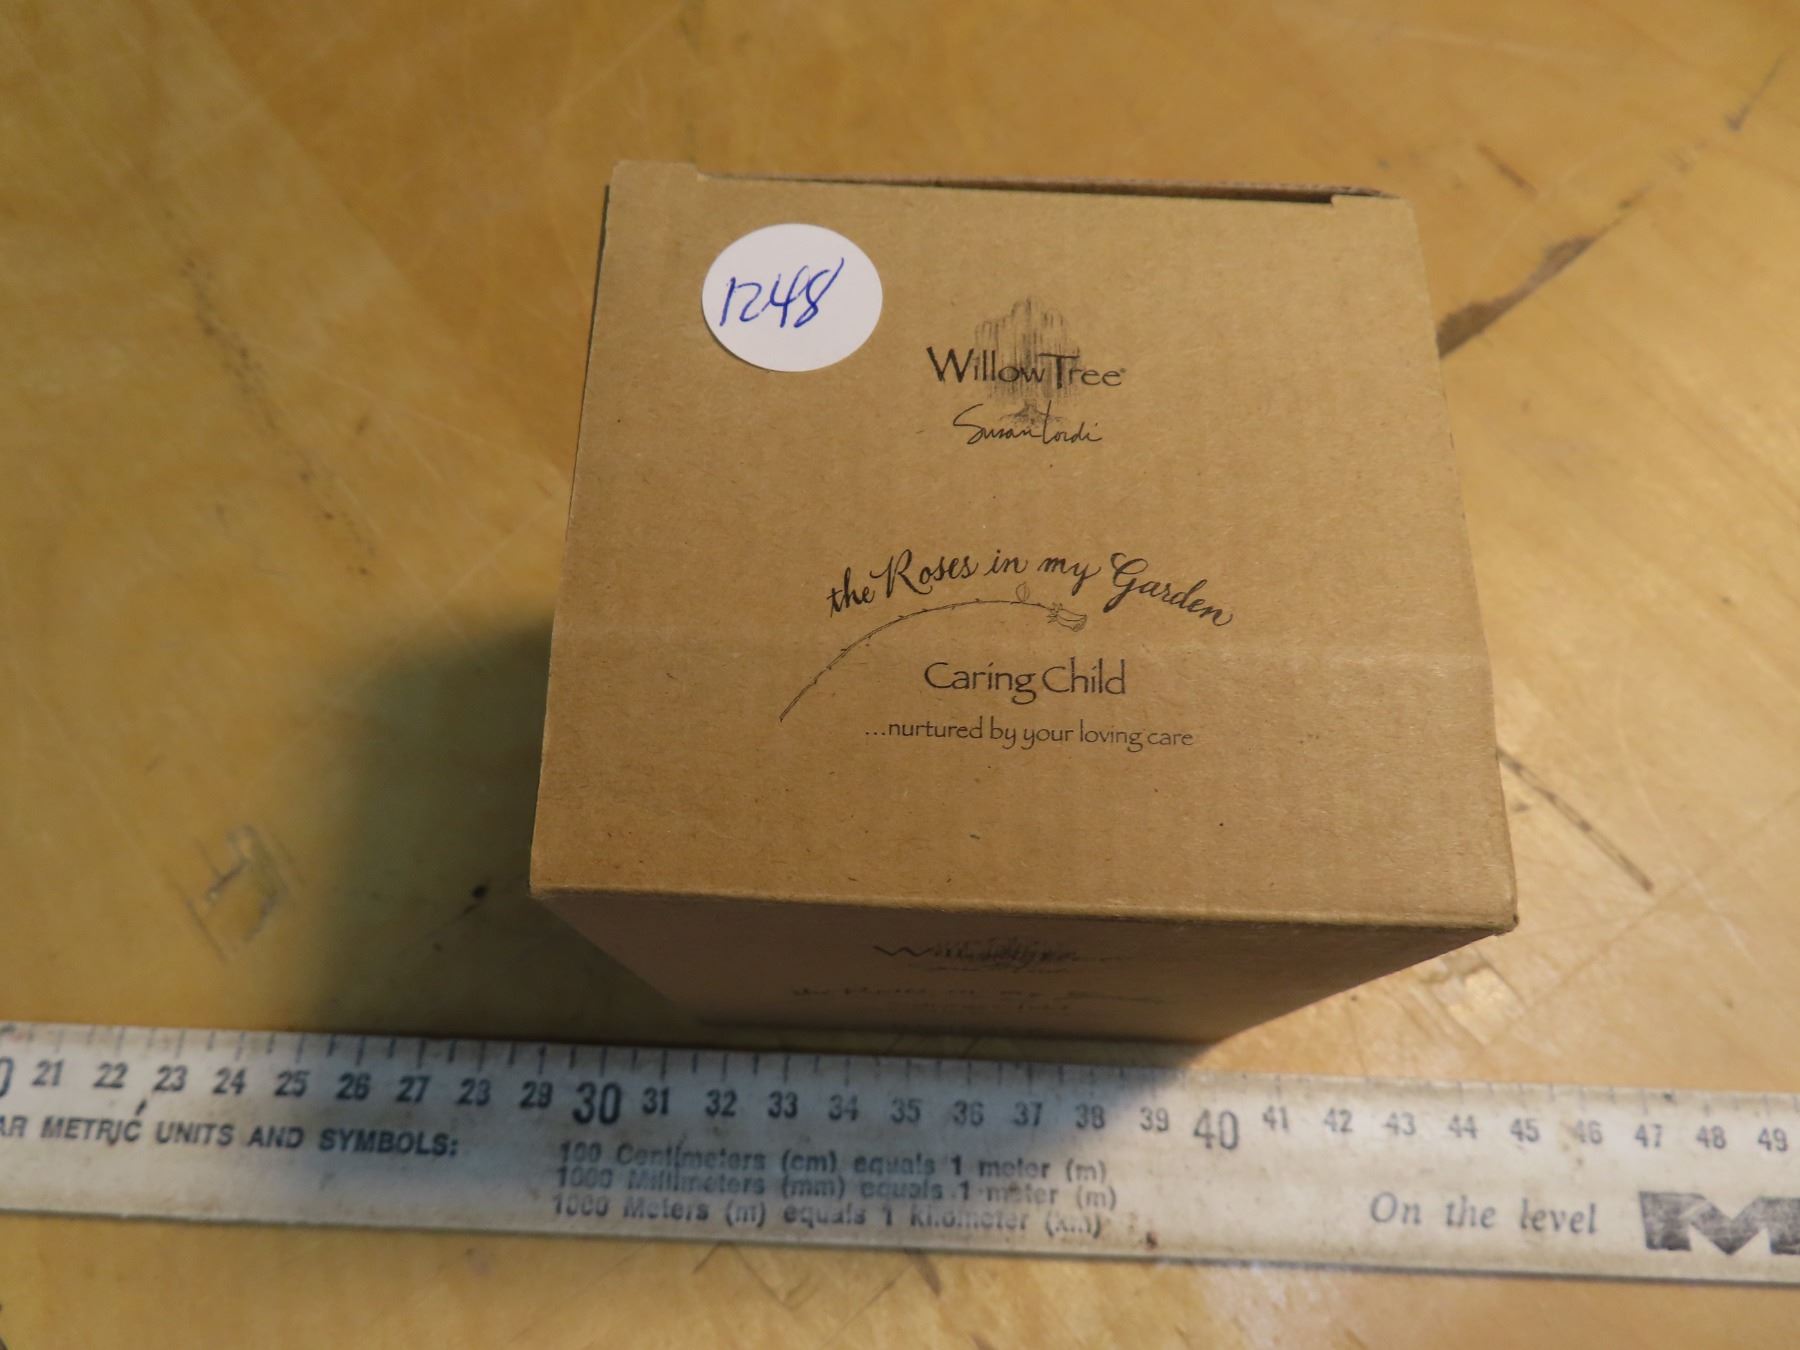 1248
Willow Tree®
Susan Lordi
the Roses in my Garden
Caring Child
...nurtured by your loving care
21 22 23 24 25 26 27 28 29 30 31 32 33 34 35 36 37 38 39 40 41 42 43 44 45 46 47 48 49
METRIC UNITS AND SYMBOLS:
100 Centimeters (cm) equals 1 meter (m)
1000 Millimeters (mm) equals 1 meter (m)
1000 Meters (m) equals 1 kilometer (km)
On the level